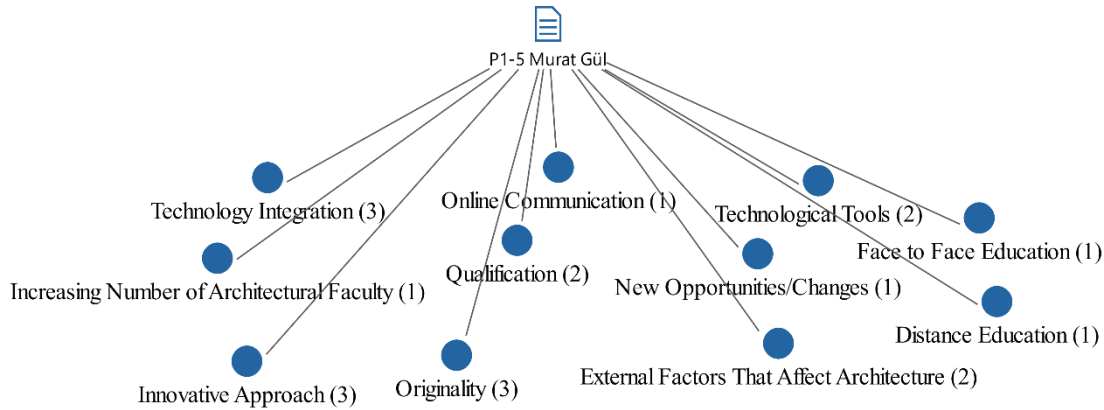 P1-5 Murat Gül
Online Communication (1)
Technology Integration (3)
Technological Tools (2)
Face to Face Education (1)
Qualification (2)
New Opportunities/Changes (1)
Increasing Number of Architectural Faculty (1)
Distance Education (1)
External Factors That Affect Architecture (2)
Originality (3)
Innovative Approach (3)